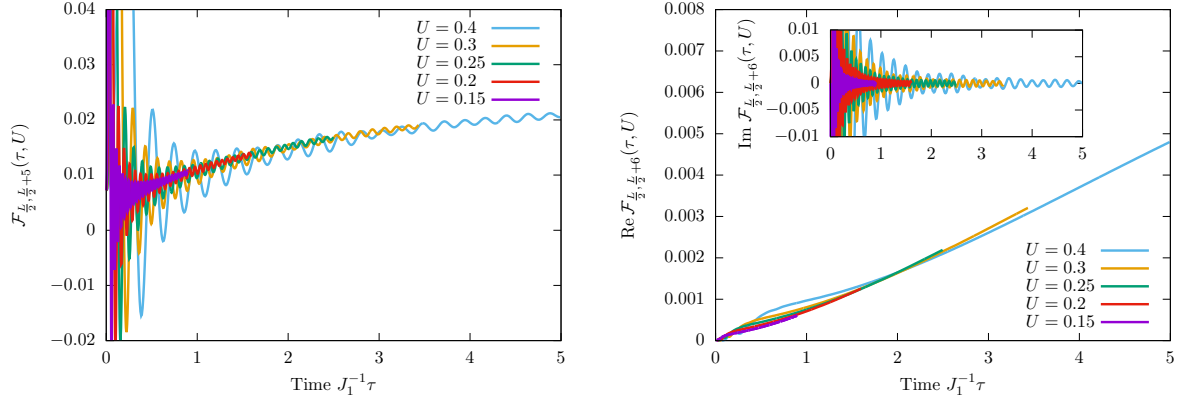 0.04
0.03
0.02
0.01
0
−0.01
−0.02
0 1 2 3 4 5
Time J₁⁻¹τ
ℱ_{L/2, L/2+5}(τ, U)
U = 0.4
U = 0.3
U = 0.25
U = 0.2
U = 0.15
0.008
0.007
0.006
0.005
0.004
0.003
0.002
0.001
0
0 1 2 3 4 5
Time J₁⁻¹τ
Re ℱ_{L/2, L/2+6}(τ, U)
Im ℱ_{L/2, L/2+6}(τ, U)
0.01
0.005
0
−0.005
−0.01
0 1 2 3 4 5
U = 0.4
U = 0.3
U = 0.25
U = 0.2
U = 0.15